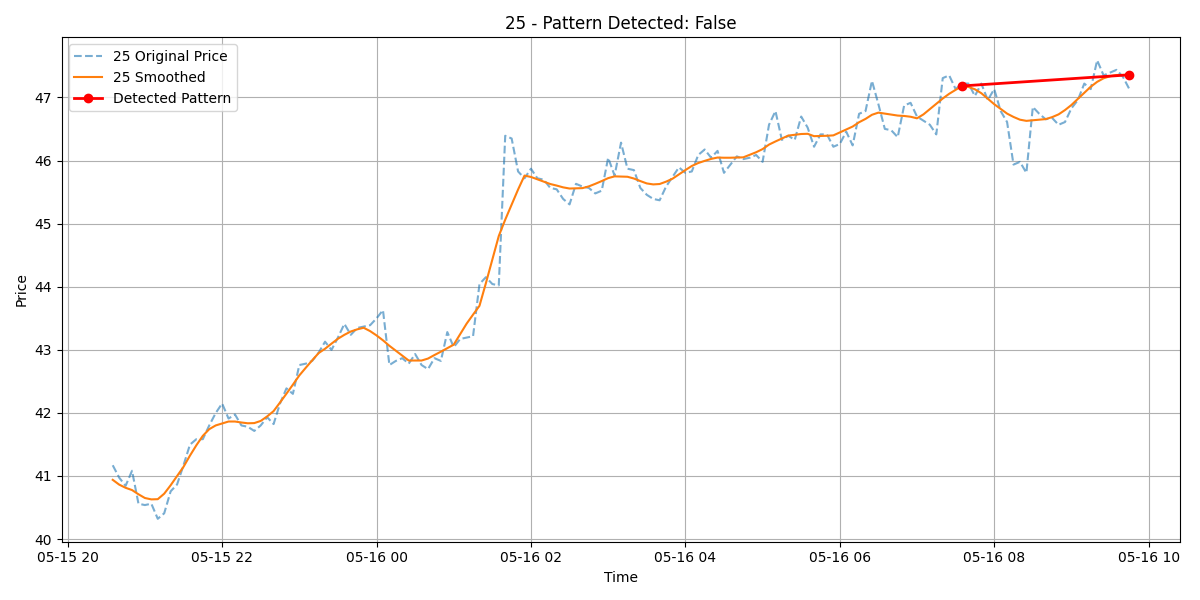 25 - Pattern Detected: False
25 Original Price
25 Smoothed
Detected Pattern
Price
47
46
45
44
43
42
41
40
05-15 20
05-15 22
05-16 00
05-16 02
05-16 04
05-16 06
05-16 08
05-16 10
Time